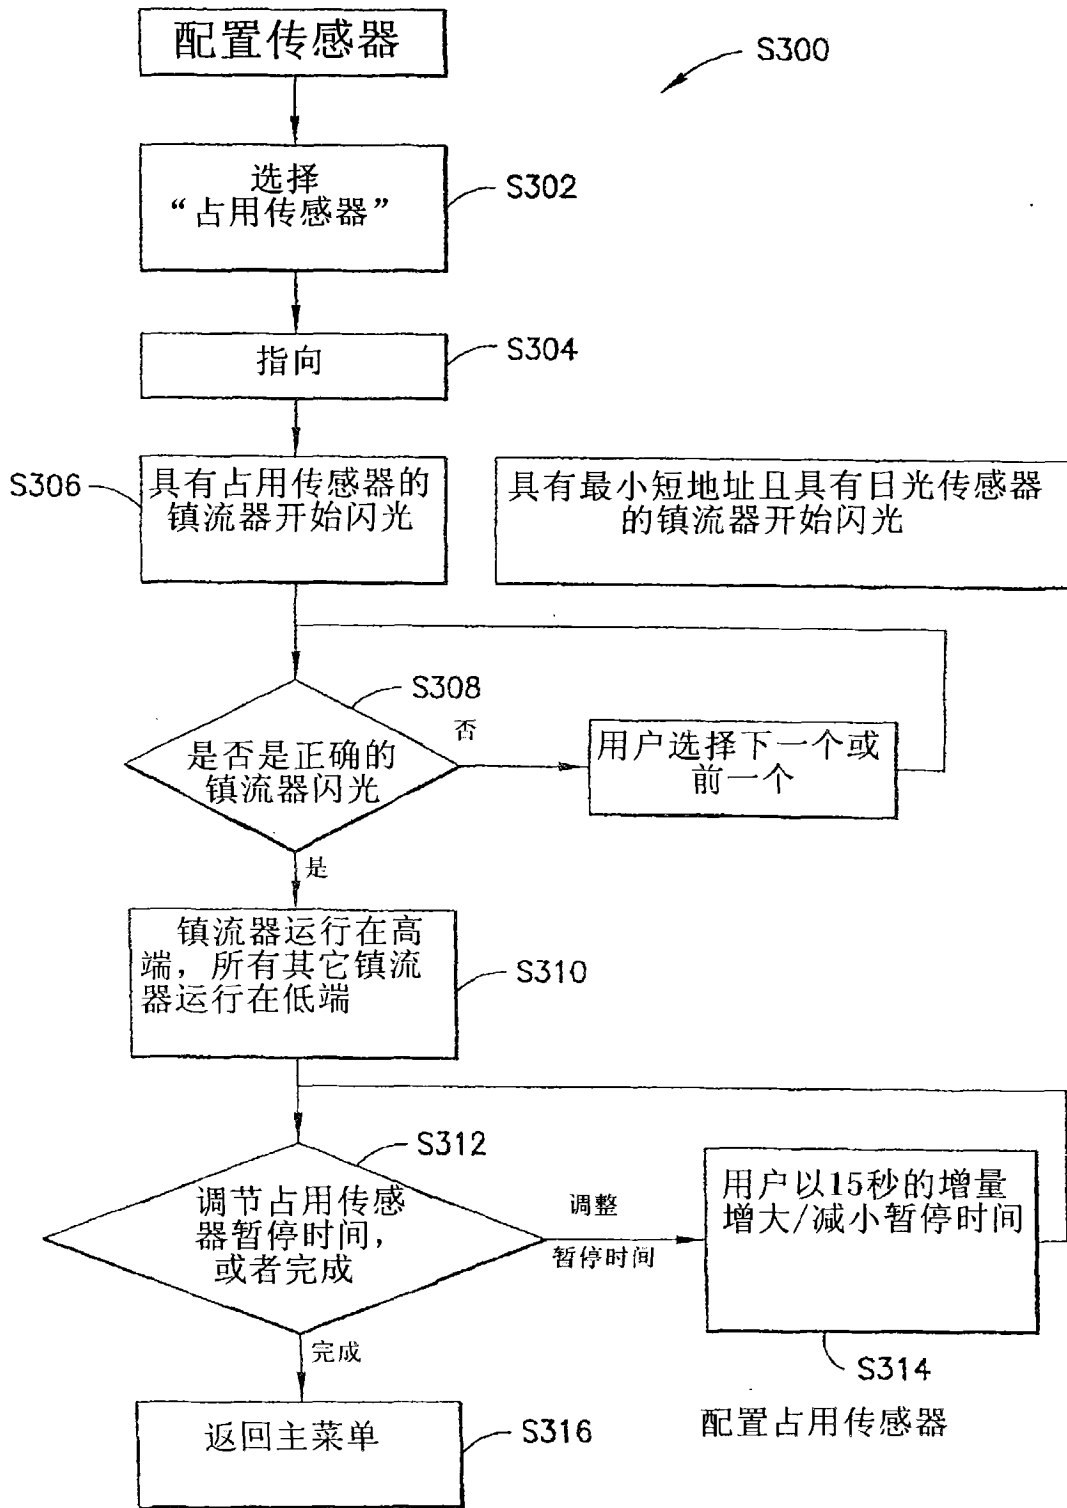 配置传感器
S300
选择
“占用传感器”
S302
指向
S304
S306
具有占用传感器的
镇流器开始闪光
具有最小短地址且具有日光传感器
的镇流器开始闪光
S308
是否是正确的
镇流器闪光
否
用户选择下一个或
前一个
是
镇流器运行在高
端，所有其它镇流
器运行在低端
S310
S312
调节占用传感
器暂停时间，
或者完成
调整
暂停时间
用户以15秒的增量
增大/减小暂停时间
S314
完成
返回主菜单
S316
配置占用传感器